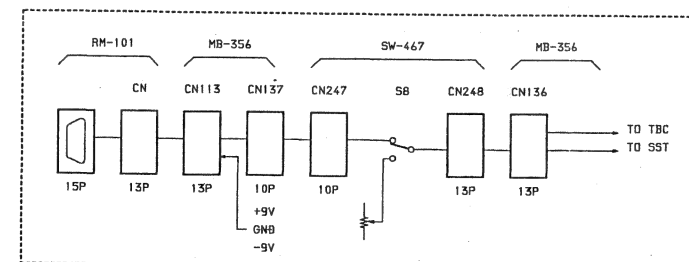 RM-101 MB-356 SW-467 MB-356
CN CN113 CN137 CN247 SB CN248 CN136
TO TBC
TO SST
15P 13P 13P 10P 10P 13P 13P
+9V
GND
-9V